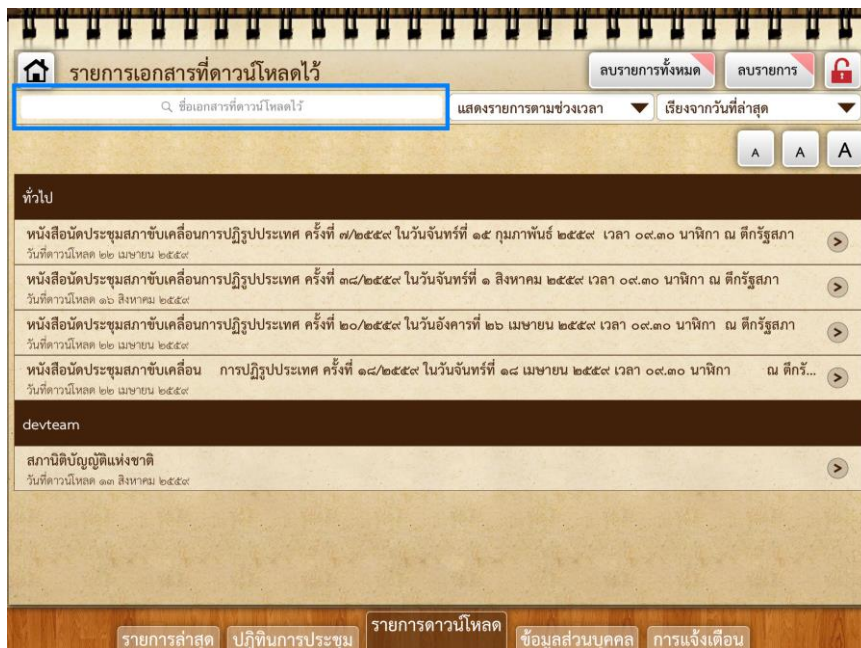 รายการเอกสารที่ดาวน์โหลดไว้
ลบรายการทั้งหมด
ลบรายการ
ชื่อเอกสารที่ดาวน์โหลดไว้
แสดงรายการตามช่วงเวลา
เรียงจากวันที่ล่าสุด
A A A
ทั่วไป
หนังสือนัดประชุมสภาขับเคลื่อนการปฏิรูปประเทศ ครั้งที่ ๗/๒๕๕๙ ในวันจันทร์ที่ ๑๕ กุมภาพันธ์ ๒๕๕๙ เวลา ๐๙.๓๐ นาฬิกา ณ ตึกรัฐสภา
วันที่ดาวน์โหลด ๒๒ เมษายน ๒๕๕๙
หนังสือนัดประชุมสภาขับเคลื่อนการปฏิรูปประเทศ ครั้งที่ ๓๘/๒๕๕๙ ในวันจันทร์ที่ ๑ สิงหาคม ๒๕๕๙ เวลา ๐๙.๓๐ นาฬิกา ณ ตึกรัฐสภา
วันที่ดาวน์โหลด ๑๖ สิงหาคม ๒๕๕๙
หนังสือนัดประชุมสภาขับเคลื่อนการปฏิรูปประเทศ ครั้งที่ ๒๐/๒๕๕๙ ในวันอังคารที่ ๒๖ เมษายน ๒๕๕๙ เวลา ๐๙.๓๐ นาฬิกา ณ ตึกรัฐสภา
วันที่ดาวน์โหลด ๒๒ เมษายน ๒๕๕๙
หนังสือนัดประชุมสภาขับเคลื่อน การปฏิรูปประเทศ ครั้งที่ ๑๘/๒๕๕๙ ในวันจันทร์ที่ ๑๘ เมษายน ๒๕๕๙ เวลา ๐๙.๓๐ นาฬิกา ณ ตึกรั...
วันที่ดาวน์โหลด ๒๒ เมษายน ๒๕๕๙
devteam
สภานิติบัญญัติแห่งชาติ
วันที่ดาวน์โหลด ๑๓ สิงหาคม ๒๕๕๙
รายการล่าสุด
ปฏิทินการประชุม
รายการดาวน์โหลด
ข้อมูลส่วนบุคคล
การแจ้งเตือน